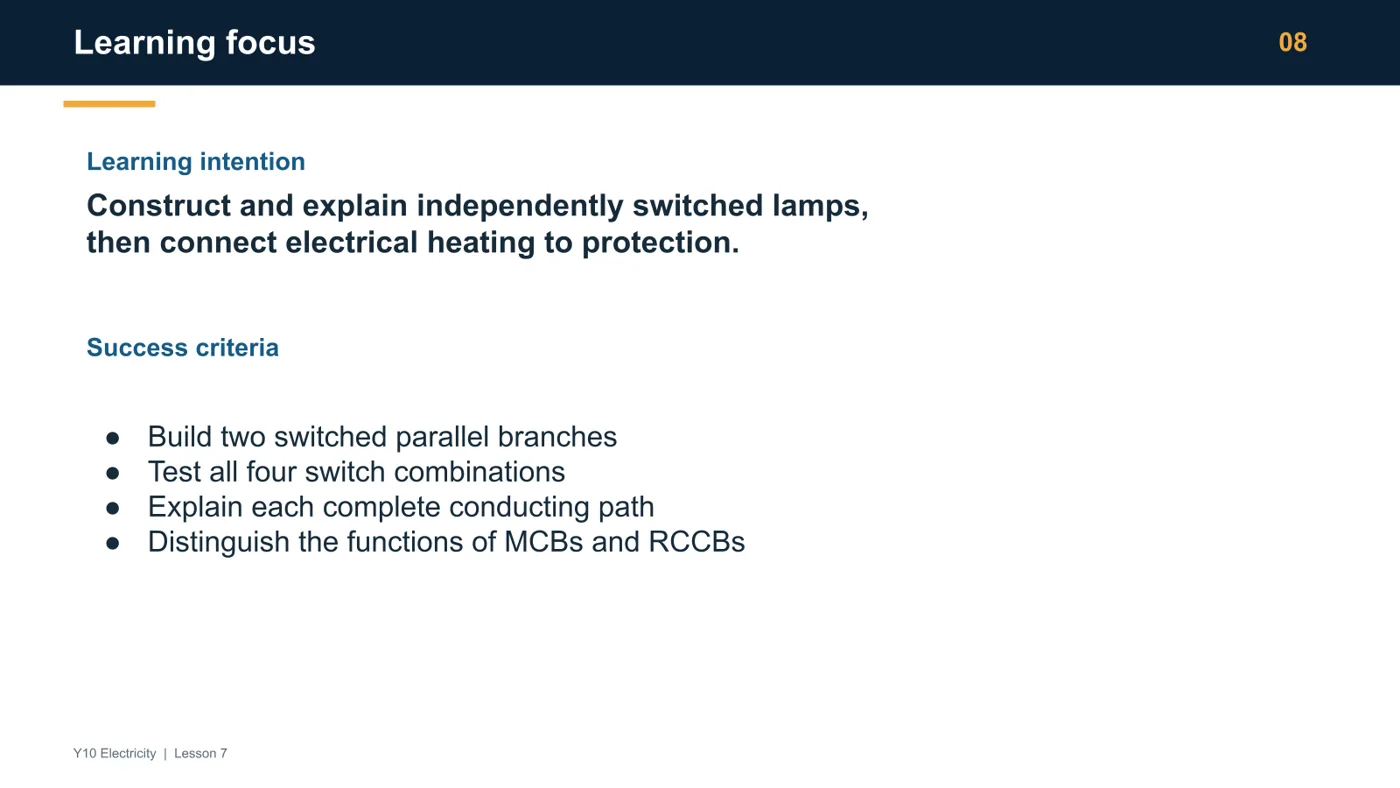 Learning focus
08
Learning intention
Construct and explain independently switched lamps,
then connect electrical heating to protection.
Success criteria
● Build two switched parallel branches
● Test all four switch combinations
● Explain each complete conducting path
● Distinguish the functions of MCBs and RCCBs
Y10 Electricity | Lesson 7